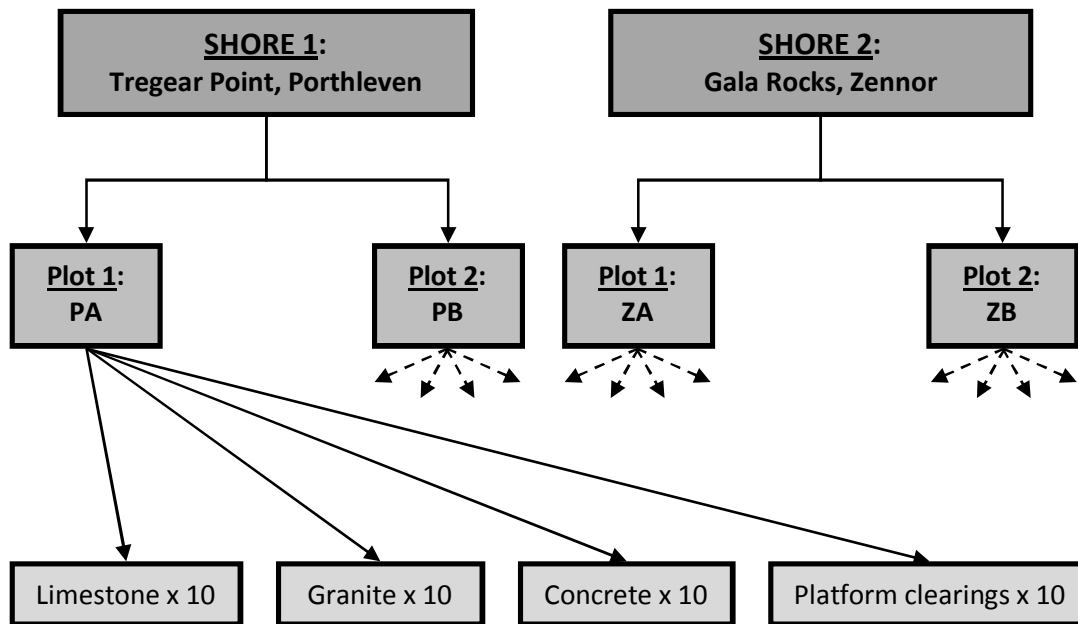 SHORE 1:
Tregear Point, Porthleven
SHORE 2:
Gala Rocks, Zennor
Plot 1:
PA
Plot 2:
PB
Plot 1:
ZA
Plot 2:
ZB
Limestone x 10
Granite x 10
Concrete x 10
Platform clearings x 10